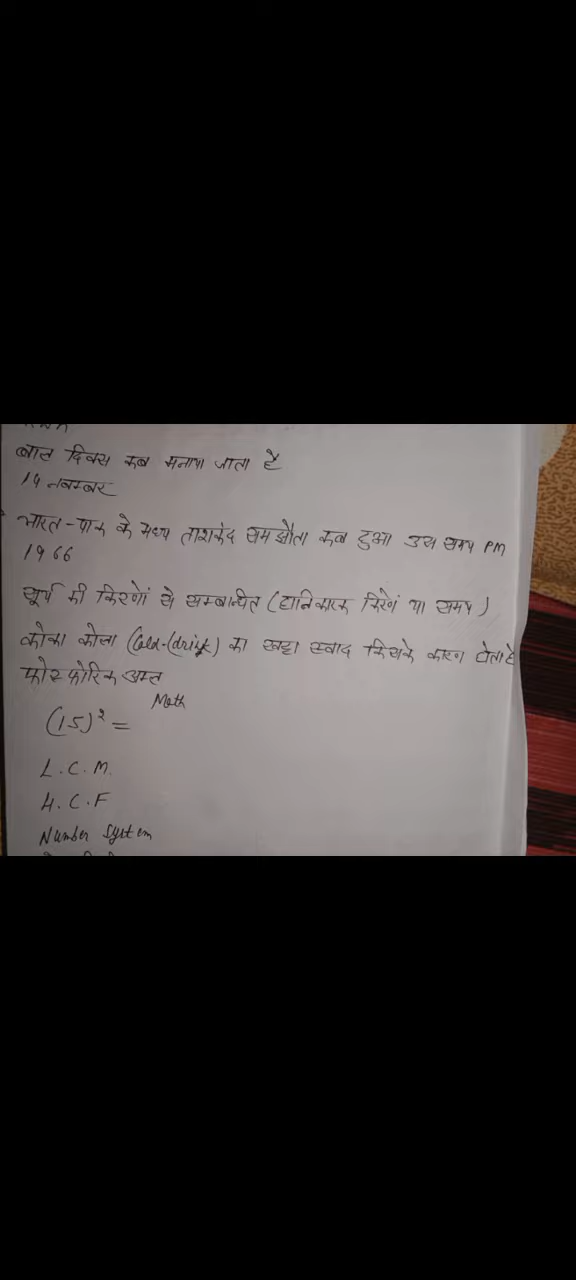 बाल दिवस कब मनाया जाता है
14 नवम्बर
भारत-पाक के मध्य ताशकंद समझौता कब हुआ उस समय PM
1966
सूर्य की किरणों से सम्बान्धित (हानिकारक किरणें या समय)
कोका कोला (Cold-(drink) का खट्टा स्वाद किसके कारण होता है
फोस्फोरिक अम्ल
Math
(15)² =
L.C.M.
H.C.F
Number System